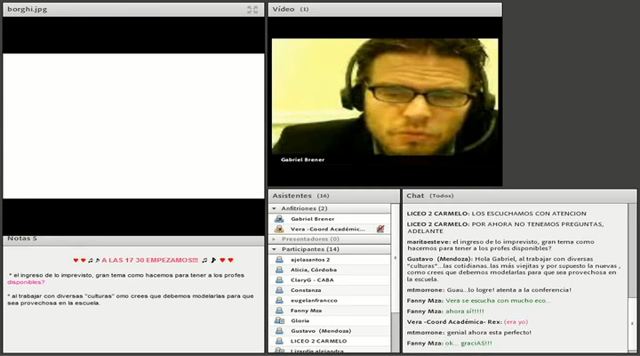 borghi.jpg
Vídeo (1)
Gabriel Brener
Notas 5
A LAS 17 30 EMPEZAMOS!!!
* el ingreso de lo imprevisto, gran tema como hacemos para tener a los profes
disponibles?
* al trabajar con diversas "culturas" como crees que debemos modelarlas para que
sea provechosa en la escuela.
Asistentes (16)
Anfitriones (2)
Gabriel Brener
Vera -Coord Académic...
Presentadores (0)
Participantes (14)
ajelasantos 2
Alicia, Córdoba
ClaryG - CABA
Constanza
eugefanfrancco
Fanny Mza
Gloria
Gustavo (Mendoza)
LICEO 2 CARMELO
Chat (Todos)
LICEO 2 CARMELO: LOS ESCUCHAMOS CON ATENCION
LICEO 2 CARMELO: POR AHORA NO TENEMOS PREGUNTAS,
ADELANTE
maritaesteve: el ingreso de lo imprevisto, gran tema como
hacemos para tener a los profes disponibles?
Gustavo (Mendoza): Hola Gabriel, al trabajar con diversas
"culturas"...las cotidianas..las mas viejitas y por supuesto la nuevas ,
como crees que debemos modelarlas para que sea provechosa en
la escuela.
mtmorrone: Guau...lo logre! atenta a la conferencia!
Fanny Mza: Vera se escucha con mucho eco...
Fanny Mza: ahora sí!!!!!
Vera -Coord Académica- Rex: (era yo)
mtmorrone: genial ahora esta perfecto!
Fanny Mza: ok... graciAS!!!